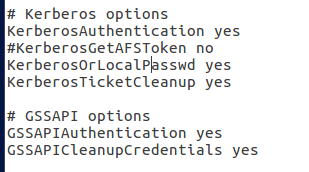 # Kerberos options
KerberosAuthentication yes
#KerberosGetAFSToken no
KerberosOrLocalPasswd yes
KerberosTicketCleanup yes

# GSSAPI options
GSSAPIAuthentication yes
GSSAPICleanupCredentials yes